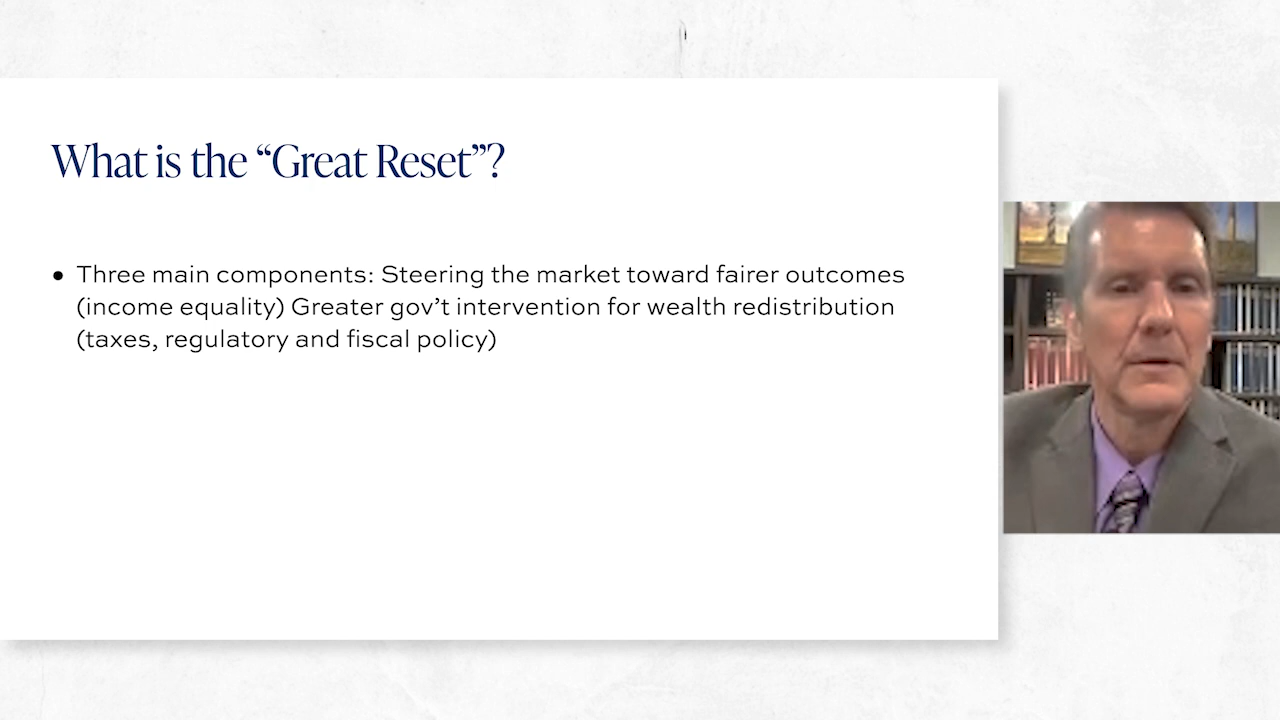 What is the “Great Reset”?
● Three main components: Steering the market toward fairer outcomes
(income equality) Greater gov’t intervention for wealth redistribution
(taxes, regulatory and fiscal policy)